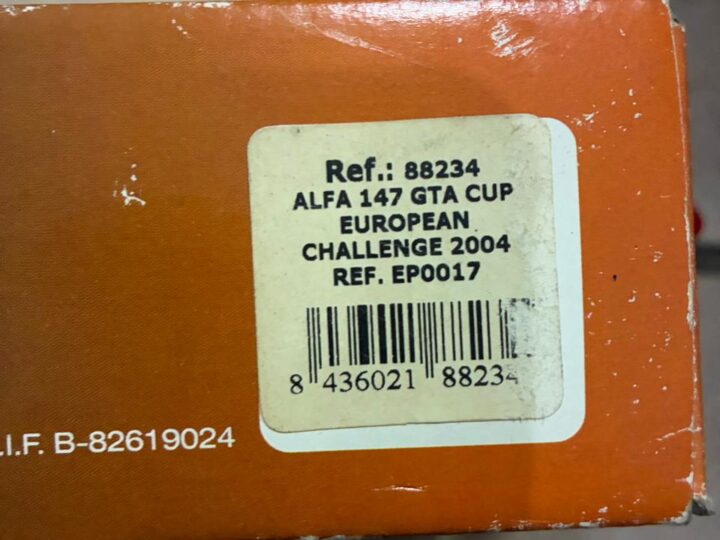 Ref.: 88234
ALFA 147 GTA CUP
EUROPEAN
CHALLENGE 2004
REF. EP0017
8 436021 88234
.I.F. B-82619024